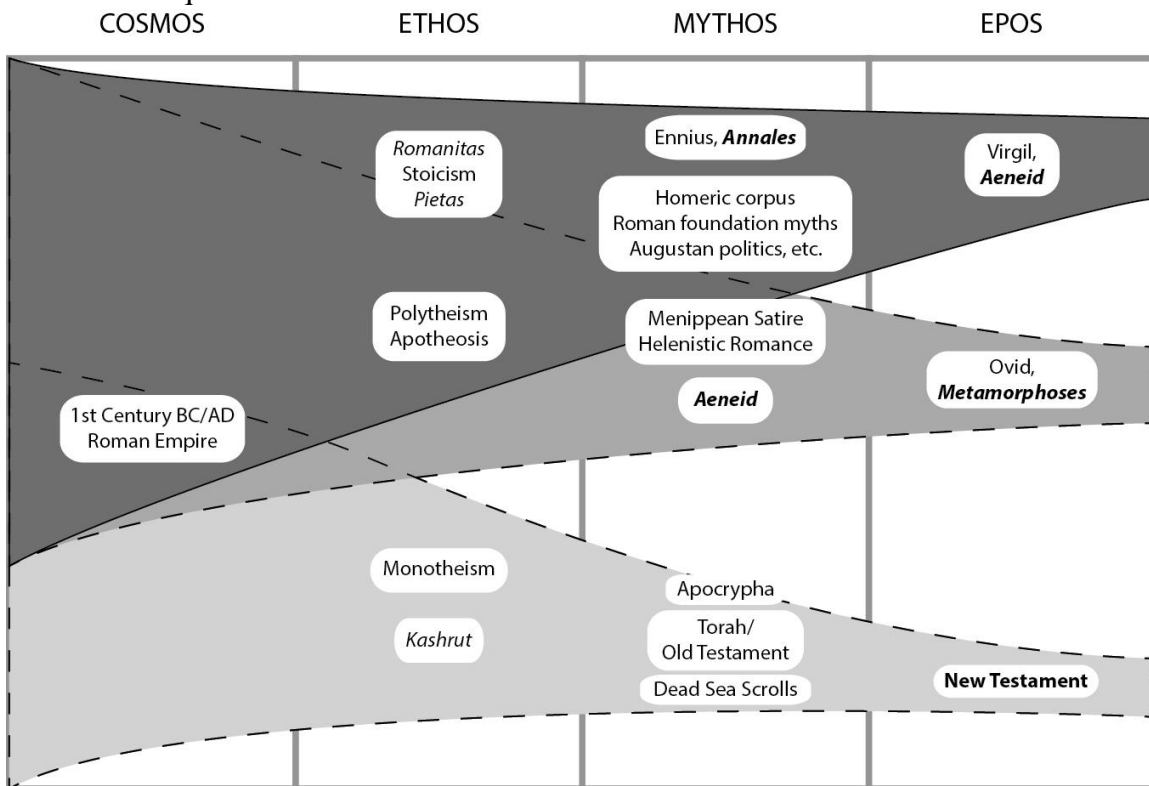 COSMOS
ETHOS
MYTHOS
EPOS
Romanitas
Stoicism
Pietas
Polytheism
Apotheosis
1st Century BC/AD
Roman Empire
Monotheism
Kashrut
Ennius, Annales
Homeric corpus
Roman foundation myths
Augustan politics, etc.
Menippean Satire
Helenistic Romance
Aeneid
Apocrypha
Torah/
Old Testament
Dead Sea Scrolls
Virgil,
Aeneid
Ovid,
Metamorphoses
New Testament